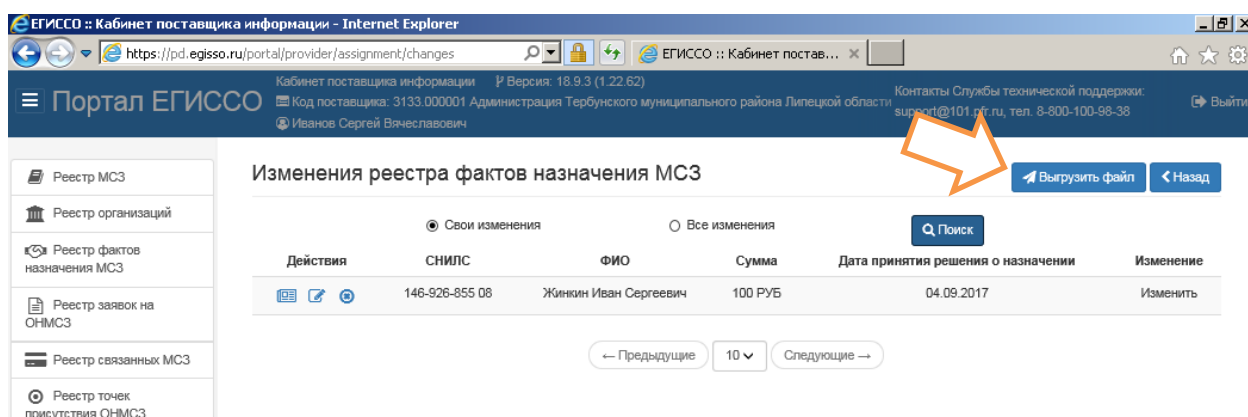 ЕГИССО :: Кабинет поставщика информации - Internet Explorer
https://pd.egisso.ru/portal/provider/assignment/changes
ЕГИССО :: Кабинет постав...
Портал ЕГИССО
Кабинет поставщика информации Версия: 18.9.3 (1.22.62)
Код поставщика: 3133.000001 Администрация Тербунского муниципального района Липецкой области
Иванов Сергей Вячеславович
Контакты Службы технической поддержки:
support@101.pfr.ru, тел. 8-800-100-98-38
Выйти
Реестр МСЗ
Реестр организаций
Реестр фактов
назначения МСЗ
Реестр заявок на
ОНМСЗ
Реестр связанных МСЗ
Реестр точек
присутствия ОНМСЗ
Изменения реестра фактов назначения МСЗ
Выгрузить файл
Назад
Свои изменения
Все изменения
Поиск
Действия СНИЛС ФИО Сумма Дата принятия решения о назначении Изменение
146-926-855 08 Жинкин Иван Сергеевич 100 РУБ 04.09.2017 Изменить
← Предыдущие 10 Следующие →